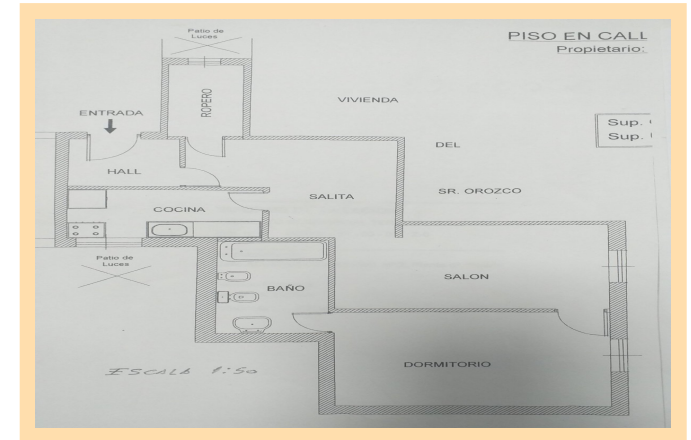 Patio de
Luces
PISO EN CALL
Propietario:
ROPERO
VIVIENDA
ENTRADA
Sup.
Sup.
DEL
HALL
SALITA
SR. OROZCO
COCINA
Patio de
Luces
SALON
BAÑO
DORMITORIO
ESCALA 1:50